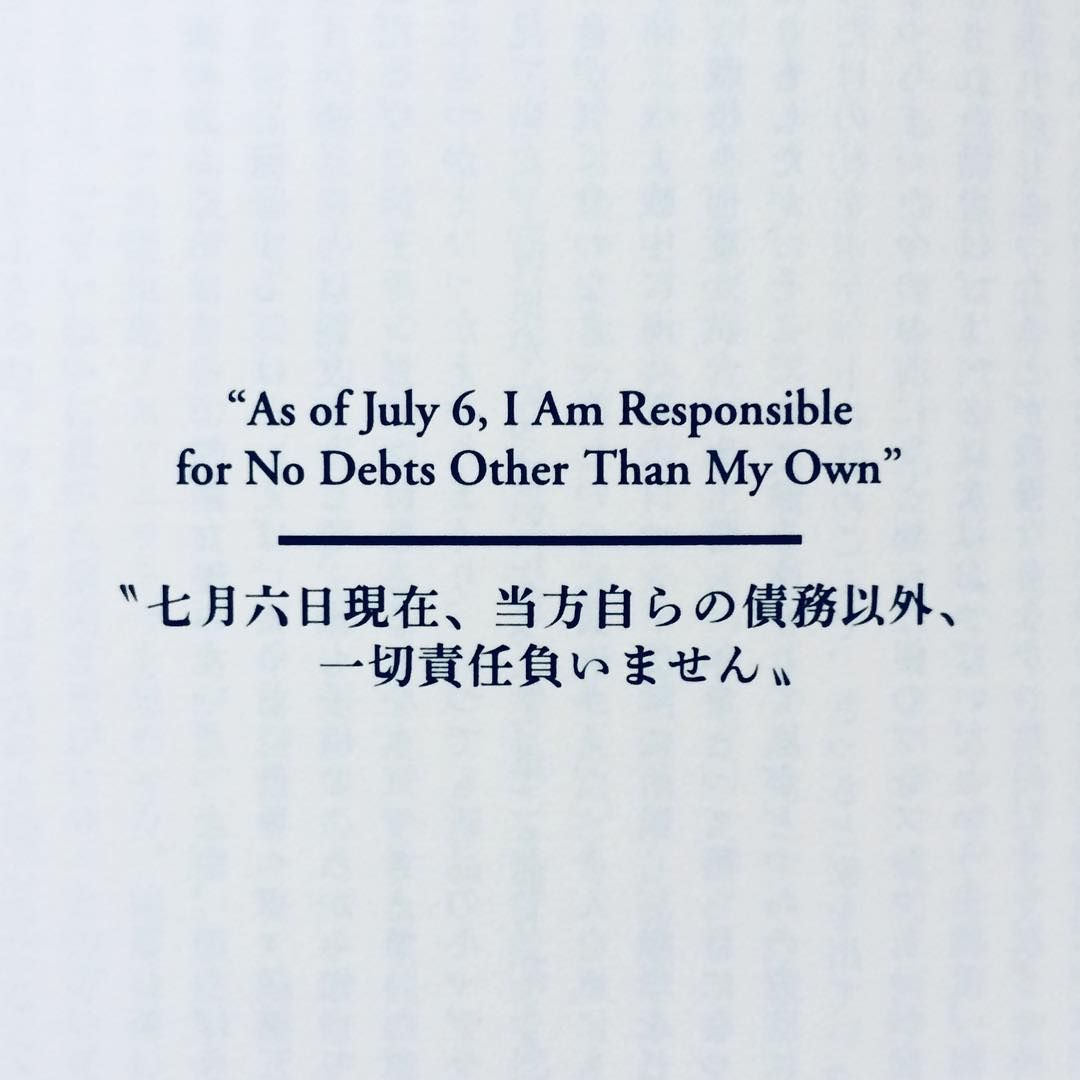 “As of July 6, I Am Responsible
for No Debts Other Than My Own”
〝七月六日現在、当方自らの債務以外、
一切責任負いません〟